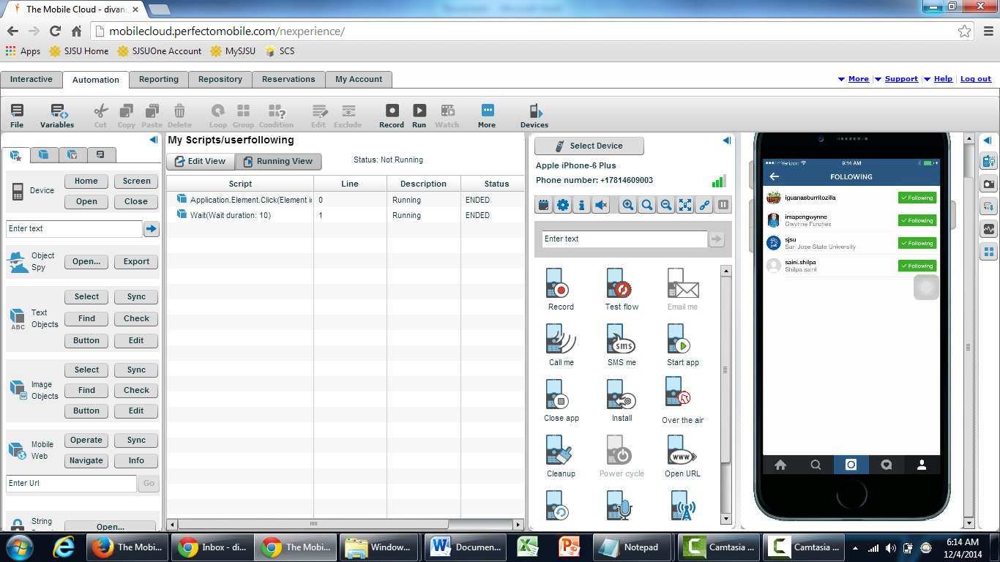 The Mobile Cloud - divan
mobilecloud.perfectomobile.com/nexperience/
Apps SJSU Home SJSUOne Account MySJSU SCS
Interactive Automation Reporting Repository Reservations My Account
More Support Help Log out
File Variables Cut Copy Paste Delete Loop Group Condition Edit Exclude Record Run Watch More Devices
Device
Home Screen
Open Close
Enter text
Object Spy
Open... Export
Text Objects
ABC
Select Sync
Find Check
Button Edit
Image Objects
Select Sync
Find Check
Button Edit
Mobile Web
Operate Sync
Navigate Info
Enter Url Go
String
Open...
My Scripts/userfollowing
Edit View Running View Status: Not Running
Script Line Description Status
Application.Element.Click(Element i 0 Running ENDED
Wait(Wait duration: 10) 1 Running ENDED
Select Device
Apple iPhone-6 Plus
Phone number: +17814609003
Enter text
Record Test flow Email me
sms
Call me SMS me Start app
Close app Install Over the air
www
Cleanup Power cycle Open URL
Verizon 9:14 AM
FOLLOWING
iguanasburritozilla Following
imapengwynne
Gwynne Furches Following
sjsu
San Jose State University Following
saini.shilpa
Shilpa saini Following
The Mobi... Inbox - di... The Mo... Window... Documen... Notepad Camtasia ... Camtasia ...
6:14 AM
12/4/2014